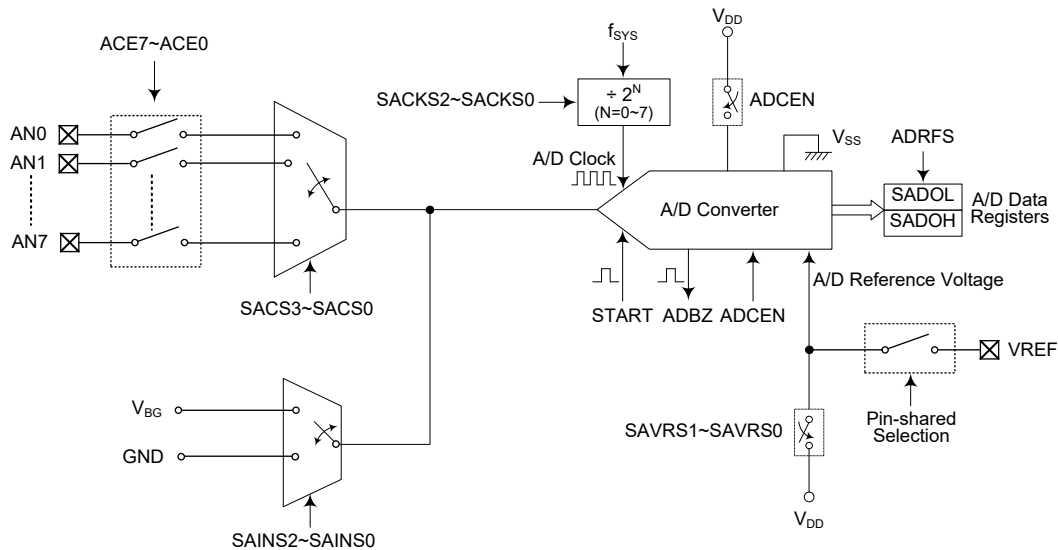 ACE7~ACE0
AN0
AN1
AN7
SACS3~SACS0
V_BG
GND
SAINS2~SAINS0
f_SYS
SACKS2~SACKS0
÷ 2^N
(N=0~7)
A/D Clock
V_DD
ADCEN
V_SS
ADRFS
A/D Converter
SADOL
SADOH
A/D Data
Registers
START
ADBZ
ADCEN
A/D Reference Voltage
VREF
Pin-shared
Selection
SAVRS1~SAVRS0
V_DD